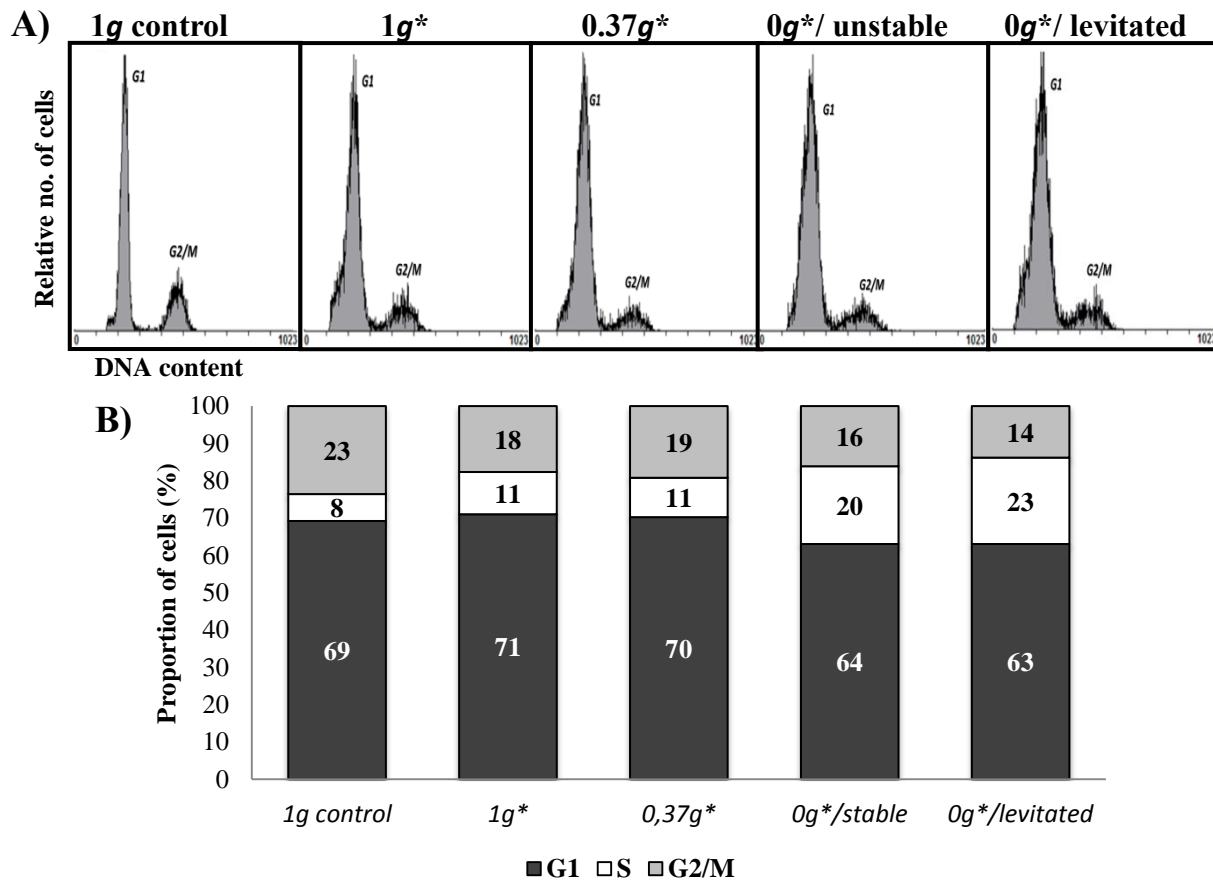 A)
1g control 1g* 0.37g* 0g*/ unstable 0g*/ levitated
Relative no. of cells
G1 G1 G1 G1 G1
G2/M G2/M G2/M G2/M G2/M
0 1023 0 1023 0 1023 0 1023 0 1023
DNA content
B)
Proportion of cells (%)
100
90
80
70
60
50
40
30
20
10
0
23 18 19 16 14
8 11 11 20 23
69 71 70 64 63
1g control 1g* 0,37g* 0g*/stable 0g*/levitated
G1 S G2/M